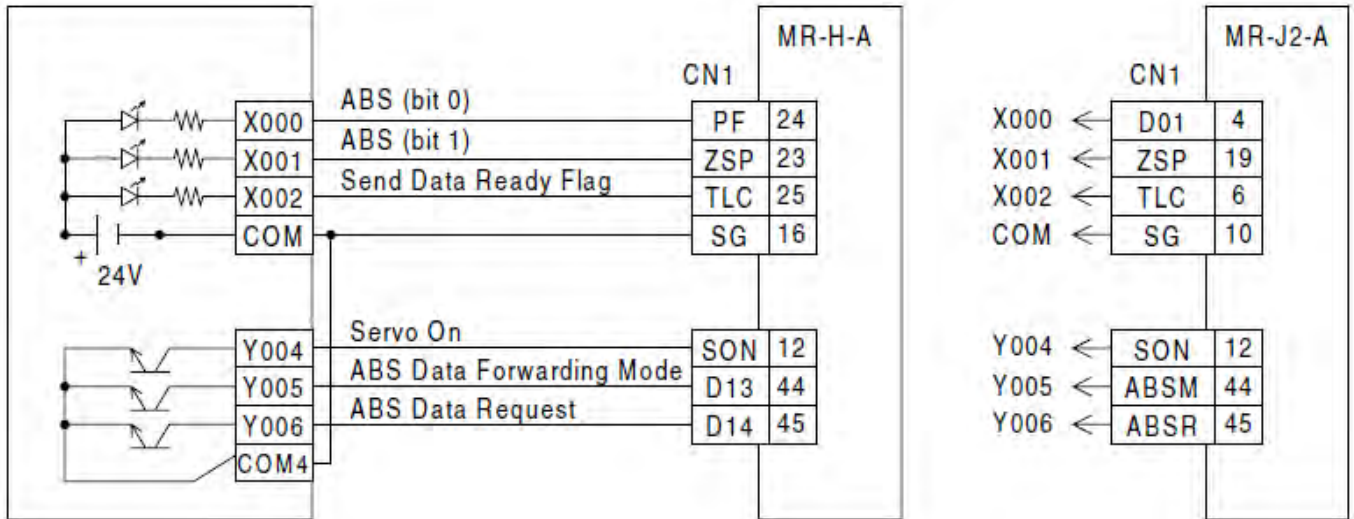 MR-H-A MR-J2-A
CN1 CN1
ABS (bit 0)
X000 PF 24 X000 D01 4
ABS (bit 1)
X001 ZSP 23 X001 ZSP 19
Send Data Ready Flag
X002 TLC 25 X002 TLC 6
COM SG 16 COM SG 10
+
24V
Servo On
Y004 SON 12 Y004 SON 12
ABS Data Forwarding Mode
Y005 D13 44 Y005 ABSM 44
ABS Data Request
Y006 D14 45 Y006 ABSR 45
COM4